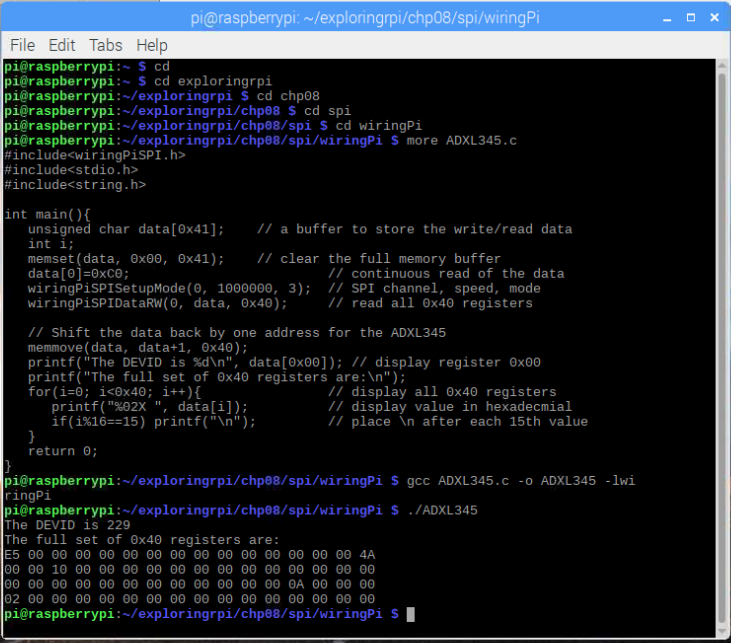 pi@raspberrypi: ~/exploringrpi/chp08/spi/wiringPi
File Edit Tabs Help
pi@raspberrypi:~ $ cd
pi@raspberrypi:~ $ cd exploringrpi
pi@raspberrypi:~/exploringrpi $ cd chp08
pi@raspberrypi:~/exploringrpi/chp08 $ cd spi
pi@raspberrypi:~/exploringrpi/chp08/spi $ cd wiringPi
pi@raspberrypi:~/exploringrpi/chp08/spi/wiringPi $ more ADXL345.c
#include<wiringPiSPI.h>
#include<stdio.h>
#include<string.h>

int main(){
   unsigned char data[0x41];    // a buffer to store the write/read data
   int i;
   memset(data, 0x00, 0x41);    // clear the full memory buffer
   data[0]=0xC0;                         // continuous read of the data
   wiringPiSPISetupMode(0, 1000000, 3);  // SPI channel, speed, mode
   wiringPiSPIDataRW(0, data, 0x40);     // read all 0x40 registers

   // Shift the data back by one address for the ADXL345
   memmove(data, data+1, 0x40);
   printf("The DEVID is %d\n", data[0x00]); // display register 0x00
   printf("The full set of 0x40 registers are:\n");
   for(i=0; i<0x40; i++){                // display all 0x40 registers
      printf("%02X ", data[i]);          // display value in hexadecmial
      if(i%16==15) printf("\n");         // place \n after each 15th value
   }
   return 0;
}
pi@raspberrypi:~/exploringrpi/chp08/spi/wiringPi $ gcc ADXL345.c -o ADXL345 -lwi
ringPi
pi@raspberrypi:~/exploringrpi/chp08/spi/wiringPi $ ./ADXL345
The DEVID is 229
The full set of 0x40 registers are:
E5 00 00 00 00 00 00 00 00 00 00 00 00 00 00 4A
00 00 10 00 00 00 00 00 00 00 00 00 00 00 00 00
00 00 00 00 00 00 00 00 00 00 00 00 0A 00 00 00
02 00 00 00 00 00 00 00 00 00 00 00 00 00 00 00
pi@raspberrypi:~/exploringrpi/chp08/spi/wiringPi $